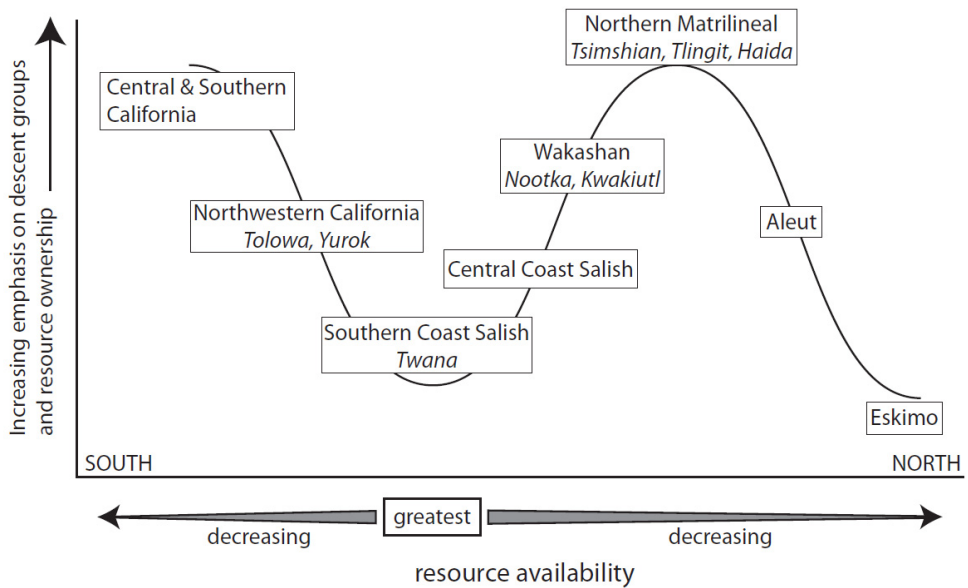 Increasing emphasis on descent groups
and resource ownership
Northern Matrilineal
Tsimshian, Tlingit, Haida
Central & Southern
California
Wakashan
Nootka, Kwakiutl
Northwestern California
Tolowa, Yurok
Aleut
Central Coast Salish
Southern Coast Salish
Twana
Eskimo
SOUTH
NORTH
greatest
decreasing
decreasing
resource availability